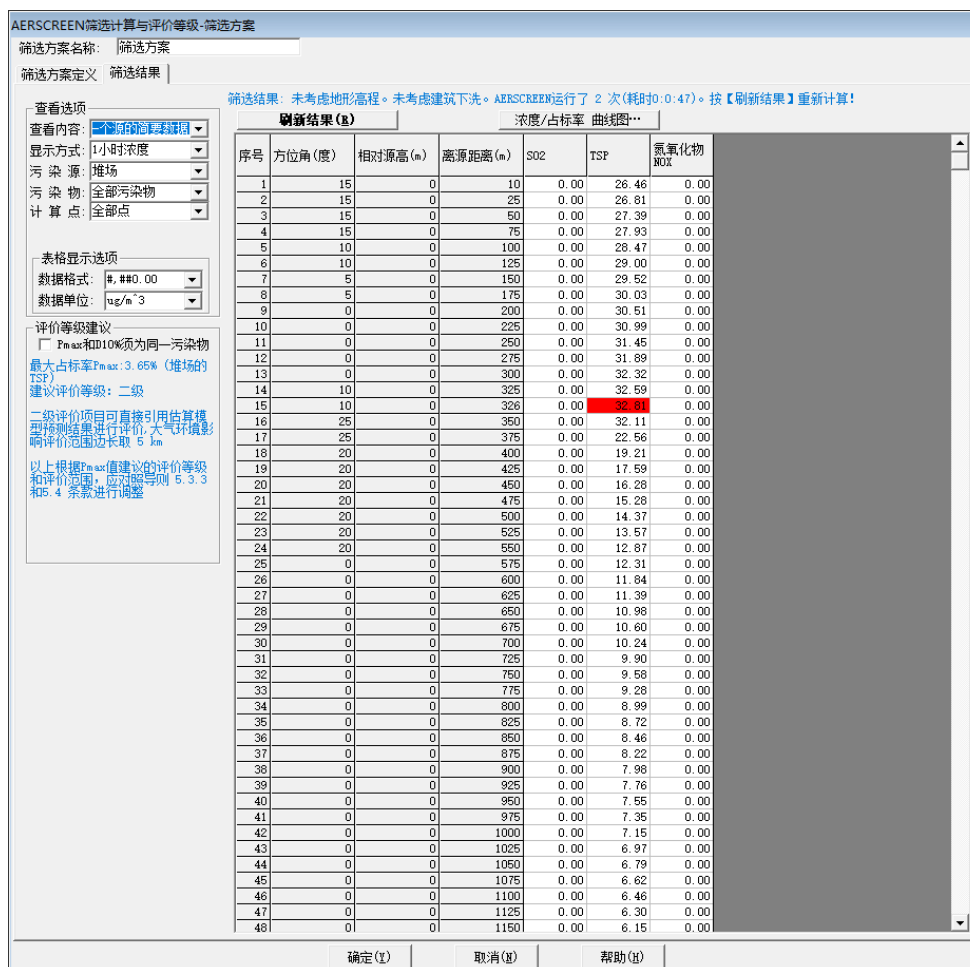 AERSCREEN筛选计算与评价等级-筛选方案
筛选方案名称: 筛选方案
筛选方案定义 筛选结果
筛选结果: 未考虑地形高程。未考虑建筑下洗。AERSCREEN运行了 2 次(耗时0:0:47)。按【刷新结果】重新计算!
刷新结果(R) 浓度/占标率 曲线图…
查看选项
查看内容: 一个源的简要数据
显示方式: 1小时浓度
污 染 源: 堆场
污 染 物: 全部污染物
计 算 点: 全部点
表格显示选项
数据格式: #,##0.00
数据单位: ug/m^3
评价等级建议
Pmax和D10%须为同一污染物
最大占标率Pmax:3.65% (堆场的
TSP)
建议评价等级: 二级
二级评价项目可直接引用估算模
型预测结果进行评价,大气环境影
响评价范围边长取 5 km
以上根据Pmax值建议的评价等级
和评价范围, 应对照导则 5.3.3
和5.4 条款进行调整
序号 方位角(度) 相对源高(m) 离源距离(m) SO2 TSP 氮氧化物
NOX
1 15 0 10 0.00 26.46 0.00
2 15 0 25 0.00 26.81 0.00
3 15 0 50 0.00 27.39 0.00
4 15 0 75 0.00 27.93 0.00
5 10 0 100 0.00 28.47 0.00
6 10 0 125 0.00 29.00 0.00
7 5 0 150 0.00 29.52 0.00
8 5 0 175 0.00 30.03 0.00
9 0 0 200 0.00 30.51 0.00
10 0 0 225 0.00 30.99 0.00
11 0 0 250 0.00 31.45 0.00
12 0 0 275 0.00 31.89 0.00
13 0 0 300 0.00 32.32 0.00
14 10 0 325 0.00 32.59 0.00
15 10 0 326 0.00 32.81 0.00
16 25 0 350 0.00 32.11 0.00
17 25 0 375 0.00 22.56 0.00
18 20 0 400 0.00 19.21 0.00
19 20 0 425 0.00 17.59 0.00
20 20 0 450 0.00 16.28 0.00
21 20 0 475 0.00 15.28 0.00
22 20 0 500 0.00 14.37 0.00
23 20 0 525 0.00 13.57 0.00
24 20 0 550 0.00 12.87 0.00
25 0 0 575 0.00 12.31 0.00
26 0 0 600 0.00 11.84 0.00
27 0 0 625 0.00 11.39 0.00
28 0 0 650 0.00 10.98 0.00
29 0 0 675 0.00 10.60 0.00
30 0 0 700 0.00 10.24 0.00
31 0 0 725 0.00 9.90 0.00
32 0 0 750 0.00 9.58 0.00
33 0 0 775 0.00 9.28 0.00
34 0 0 800 0.00 8.99 0.00
35 0 0 825 0.00 8.72 0.00
36 0 0 850 0.00 8.46 0.00
37 0 0 875 0.00 8.22 0.00
38 0 0 900 0.00 7.98 0.00
39 0 0 925 0.00 7.76 0.00
40 0 0 950 0.00 7.55 0.00
41 0 0 975 0.00 7.35 0.00
42 0 0 1000 0.00 7.15 0.00
43 0 0 1025 0.00 6.97 0.00
44 0 0 1050 0.00 6.79 0.00
45 0 0 1075 0.00 6.62 0.00
46 0 0 1100 0.00 6.46 0.00
47 0 0 1125 0.00 6.30 0.00
48 0 0 1150 0.00 6.15 0.00
确定(Y) 取消(N) 帮助(H)